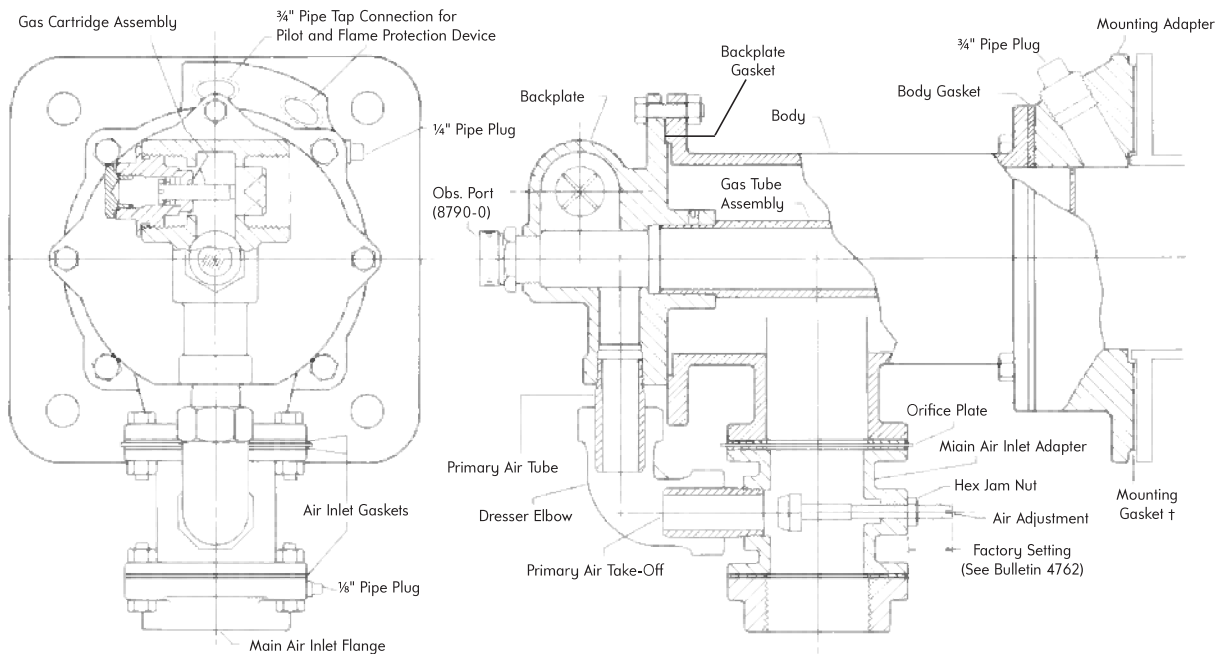 Gas Cartridge Assembly
¾" Pipe Tap Connection for
Pilot and Flame Protection Device
¼" Pipe Plug
Air Inlet Gaskets
⅛" Pipe Plug
Main Air Inlet Flange
Backplate
Backplate
Gasket
Body
Obs. Port
(8790-0)
Gas Tube
Assembly
¾" Pipe Plug
Mounting Adapter
Body Gasket
Primary Air Tube
Dresser Elbow
Primary Air Take-Off
Orifice Plate
Miain Air Inlet Adapter
Hex Jam Nut
Air Adjustment
Factory Setting
(See Bulletin 4762)
Mounting
Gasket †